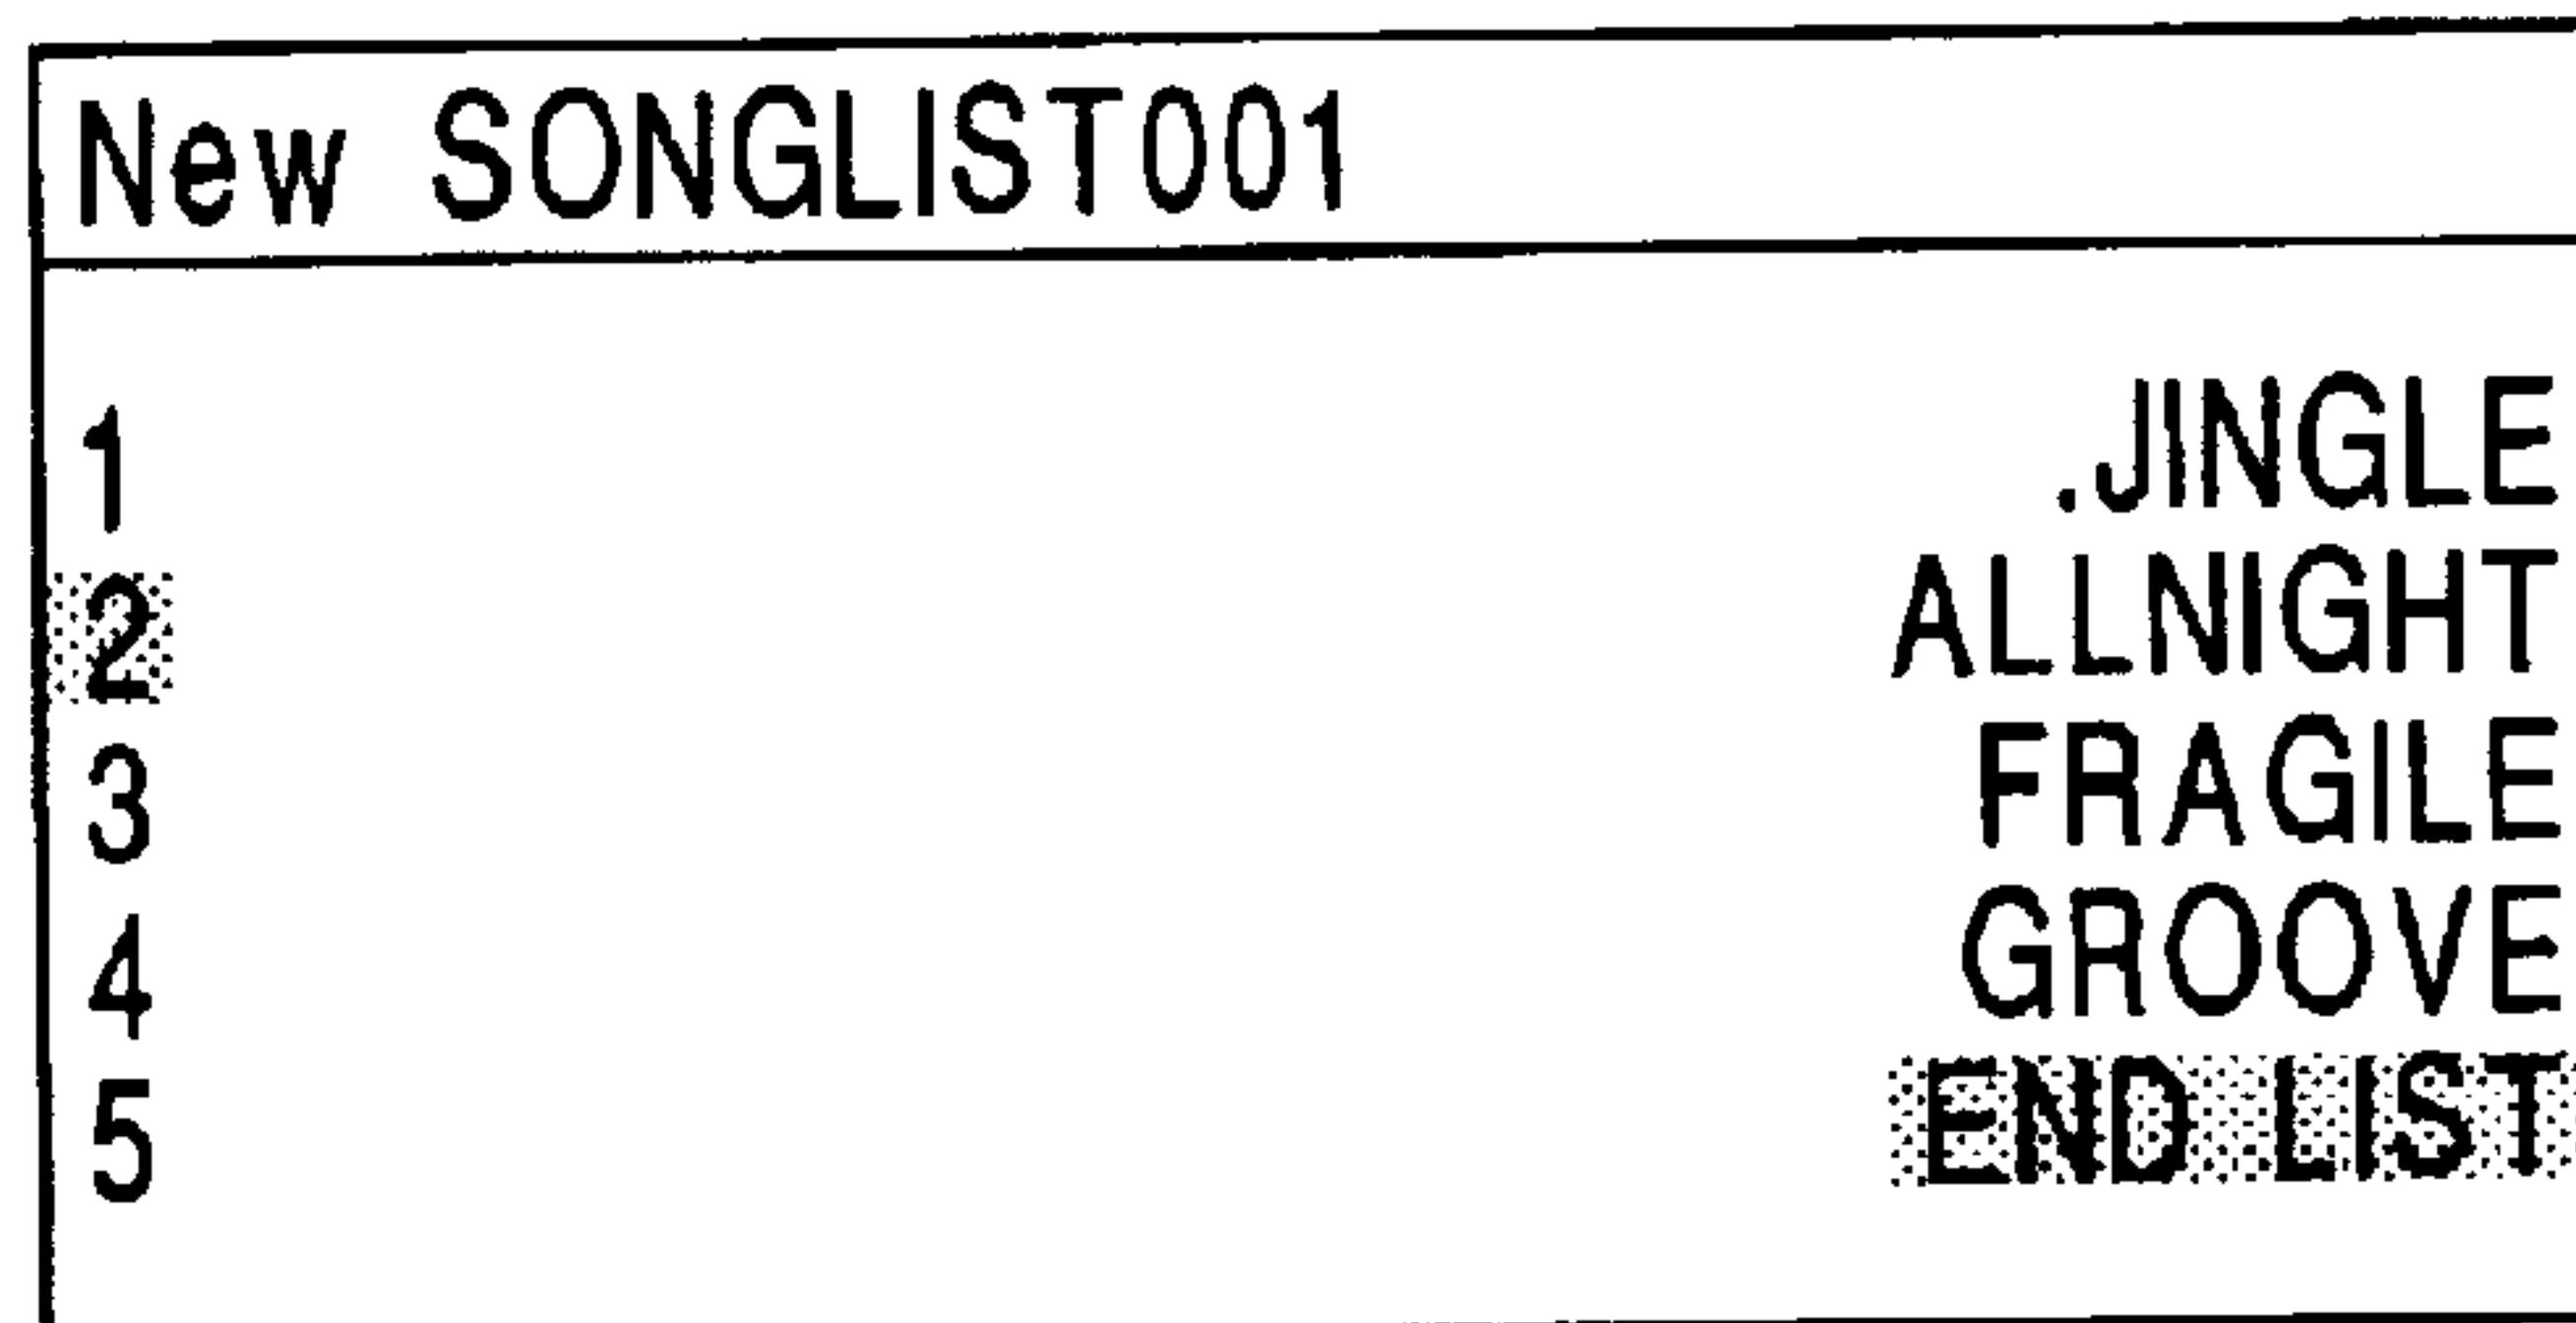 New SONGLIST001
1 .JINGLE
2 ALLNIGHT
3 FRAGILE
4 GROOVE
5 END LIST